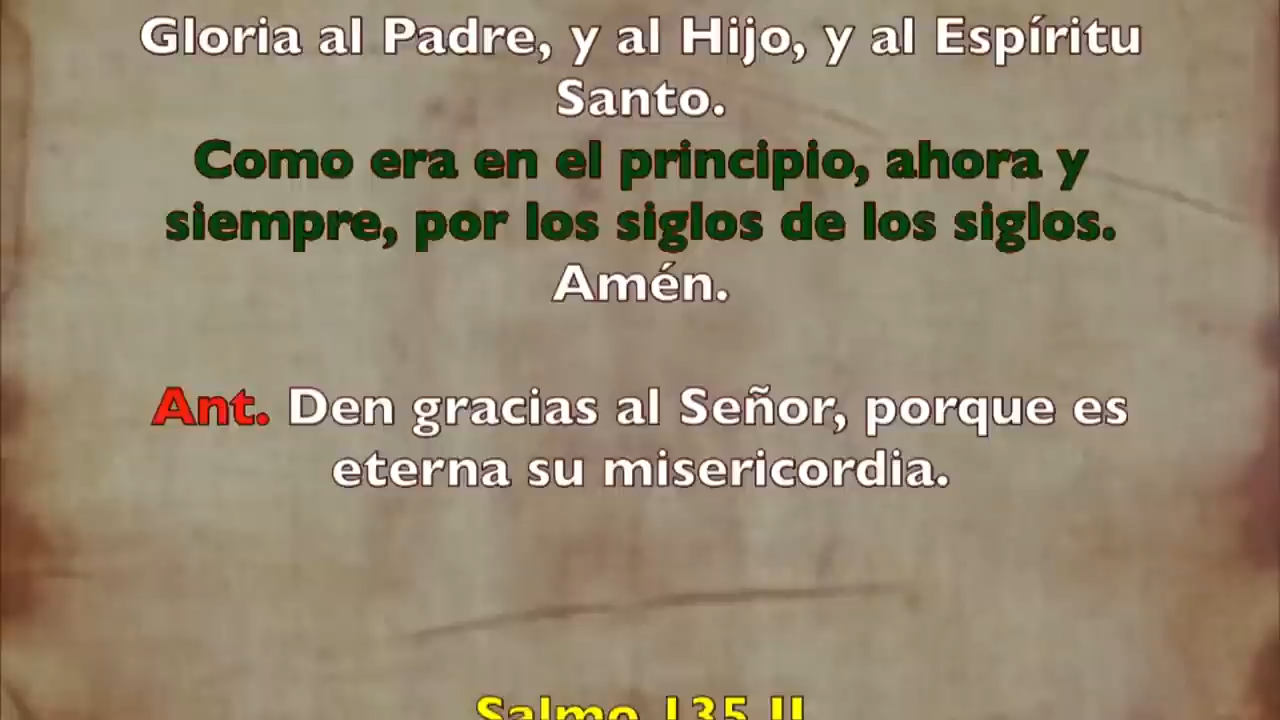 Gloria al Padre, y al Hijo, y al Espíritu
Santo.
Como era en el principio, ahora y
siempre, por los siglos de los siglos.
Amén.
Ant. Den gracias al Señor, porque es
eterna su misericordia.
Salmo 135 II